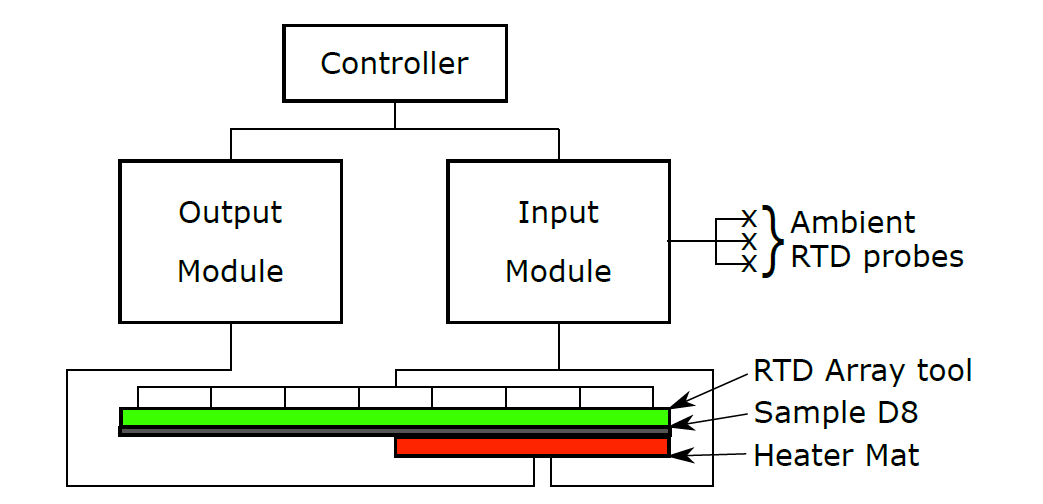 Controller
Output
Module
Input
Module
X
X
X
Ambient
RTD probes
RTD Array tool
Sample D8
Heater Mat